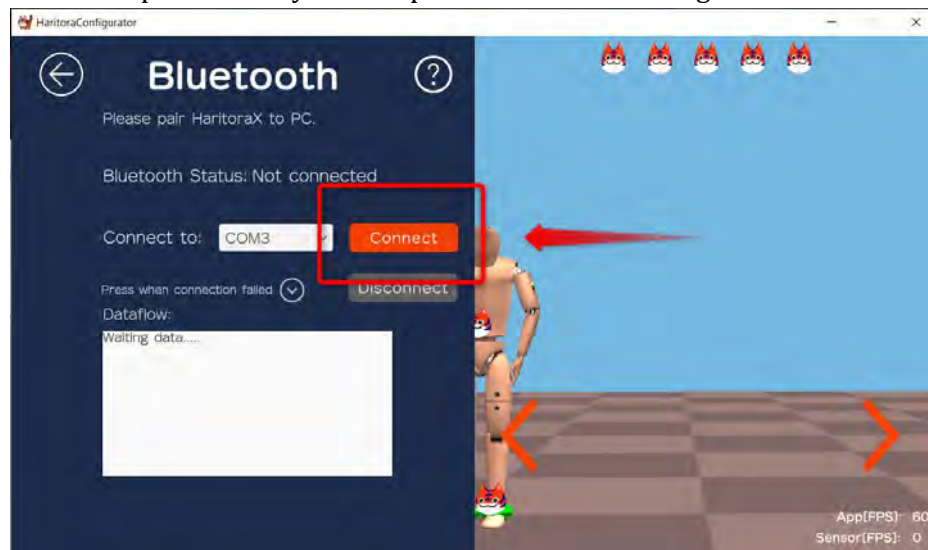 HaritoraConfigurator
Bluetooth
Please pair HaritoraX to PC.
Bluetooth Status: Not connected
Connect to: COM3 Connect
Press when connection failed Disconnect
Dataflow:
Waiting data.....
App[FPS]: 60
Sensor[FPS]: 0